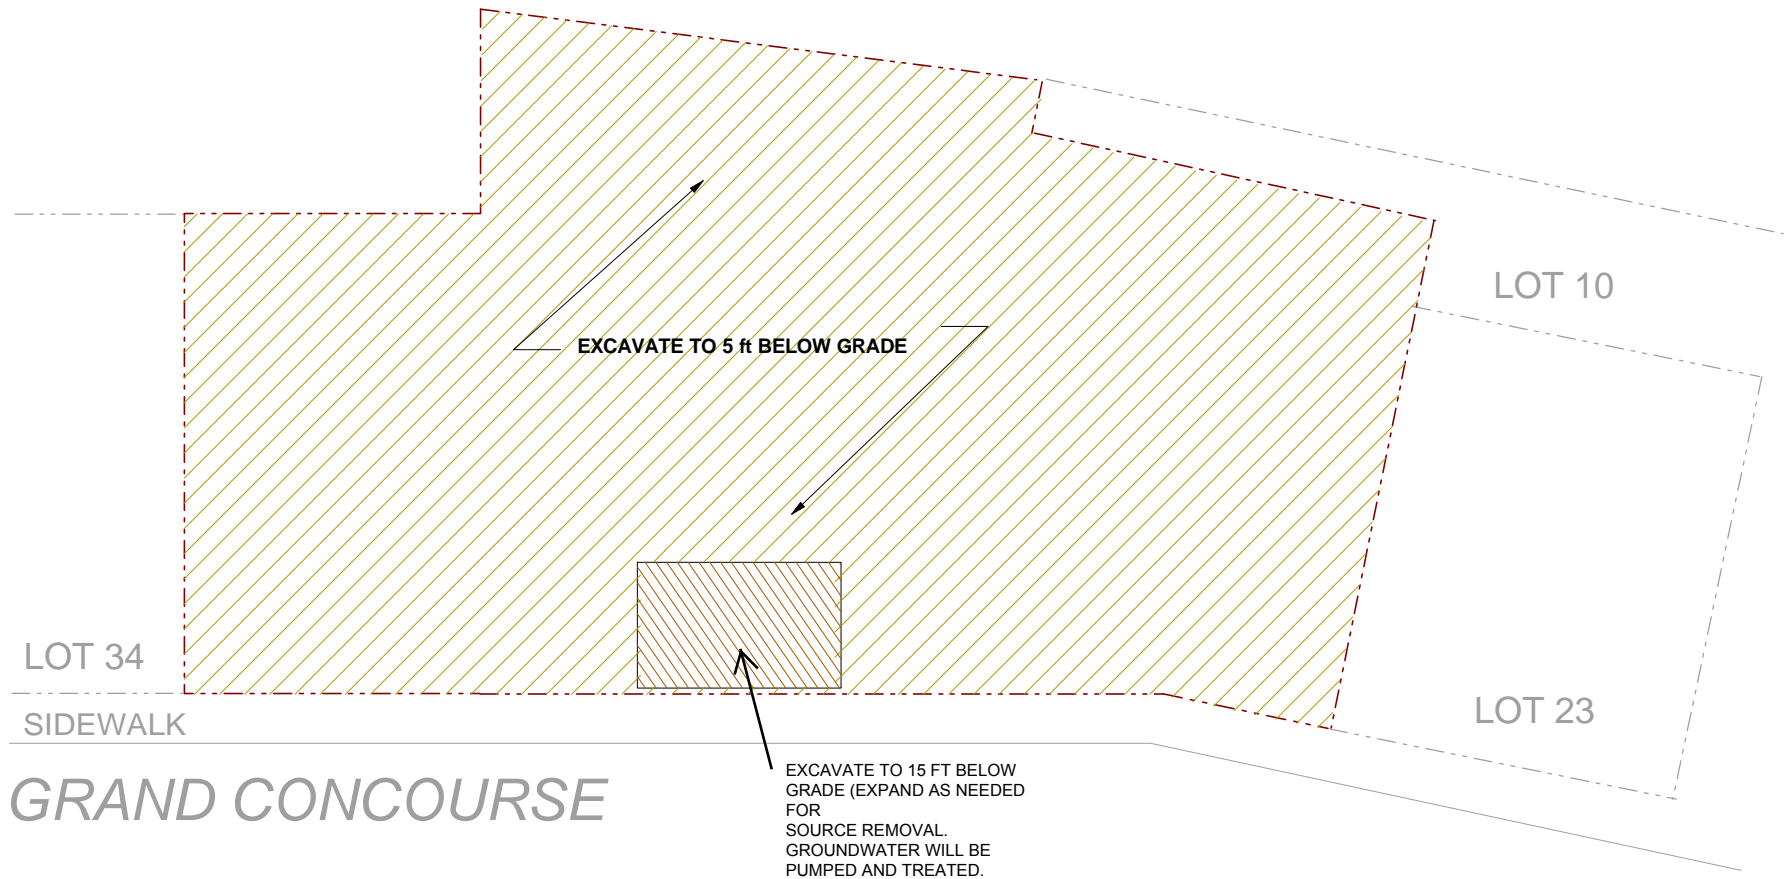 LOT 10
EXCAVATE TO 5 ft BELOW GRADE
LOT 34
LOT 23
SIDEWALK
GRAND CONCOURSE
EXCAVATE TO 15 FT BELOW
GRADE (EXPAND AS NEEDED
FOR
SOURCE REMOVAL.
GROUNDWATER WILL BE
PUMPED AND TREATED.